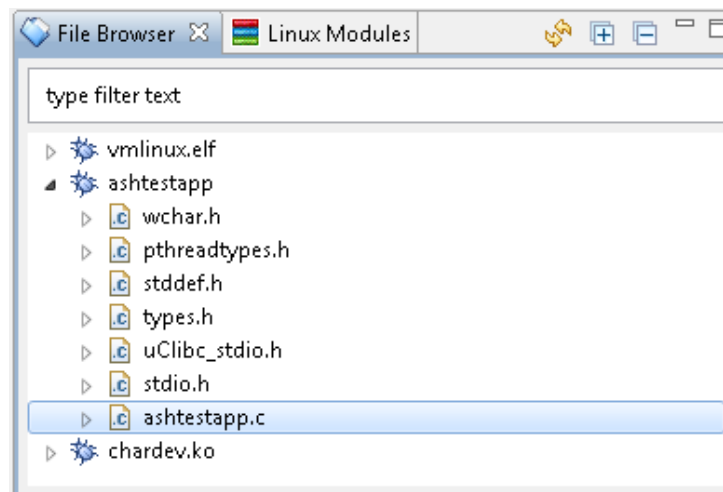 File Browser Linux Modules
type filter text
vmlinux.elf
ashtestapp
.c wchar.h
.c pthreadtypes.h
.c stddef.h
.c types.h
.c uClibc_stdio.h
.c stdio.h
.c ashtestapp.c
chardev.ko